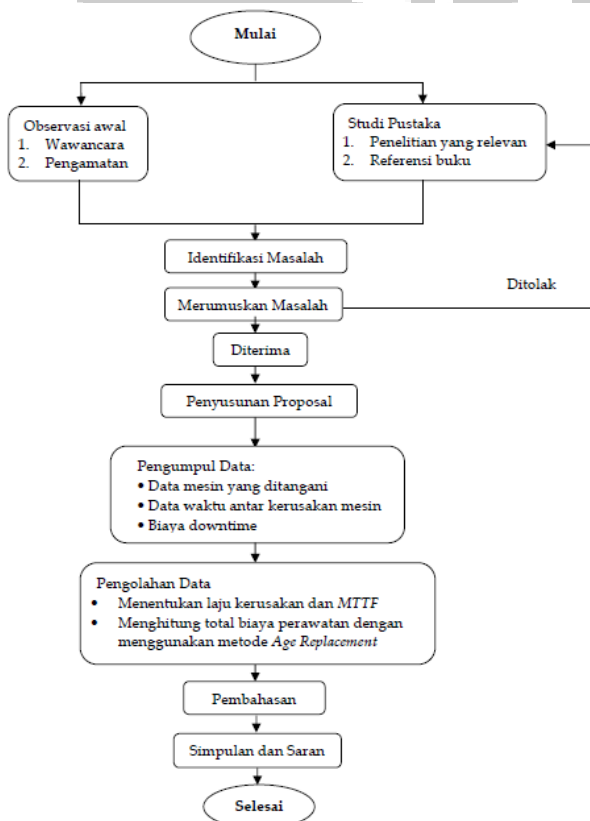 Mulai
Observasi awal
1. Wawancara
2. Pengamatan
Studi Pustaka
1. Penelitian yang relevan
2. Referensi buku
Identifikasi Masalah
Ditolak
Merumuskan Masalah
Diterima
Penyusunan Proposal
Pengumpul Data:
• Data mesin yang ditangani
• Data waktu antar kerusakan mesin
• Biaya downtime
Pengolahan Data
• Menentukan laju kerusakan dan MTTF
• Menghitung total biaya perawatan dengan
menggunakan metode Age Replacement
Pembahasan
Simpulan dan Saran
Selesai